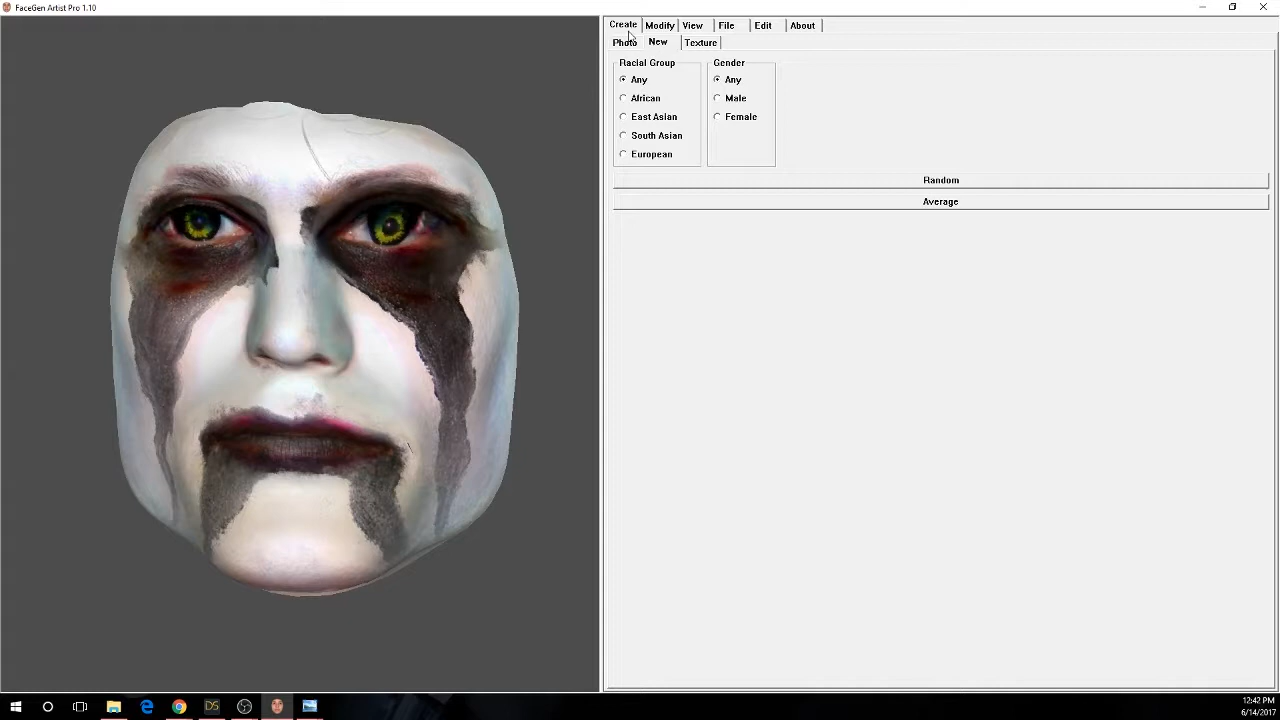 FaceGen Artist Pro 1.10
Create Modify View File Edit About
Photo New Texture
Racial Group Gender
Any Any
African Male
East Asian Female
South Asian
European
Random
Average
DS
12:42 PM
6/14/2017